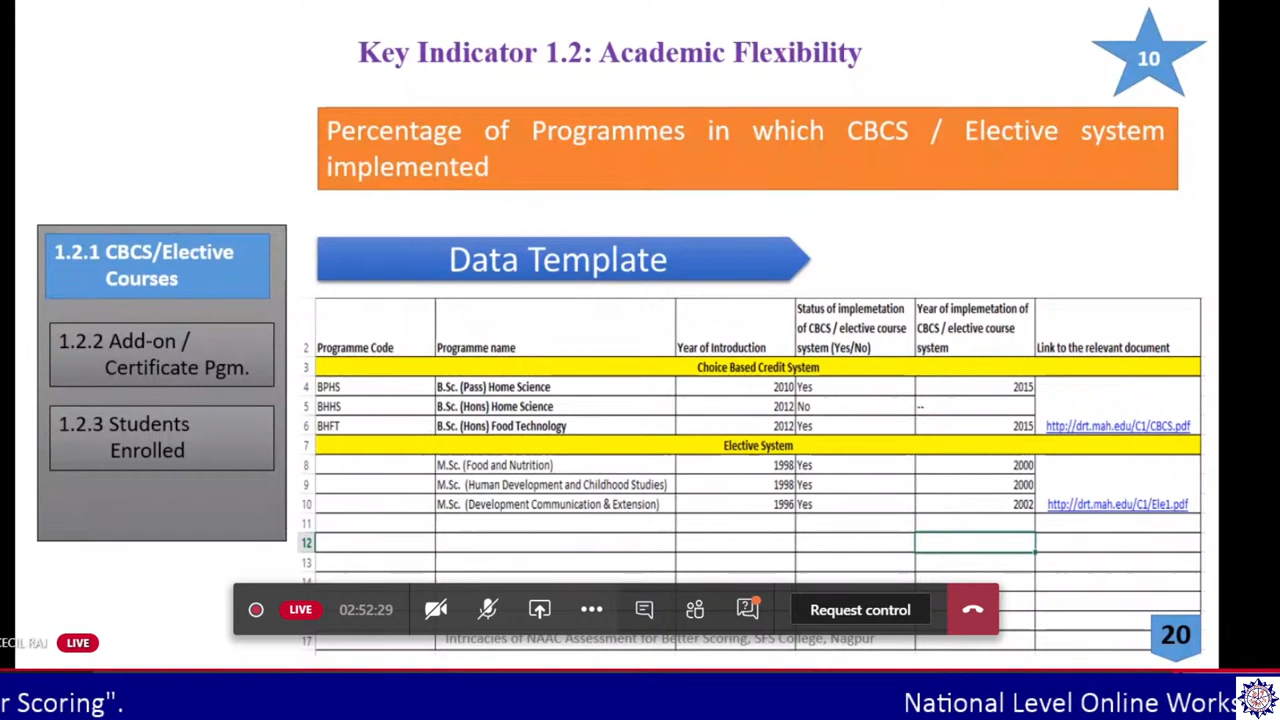 Key Indicator 1.2: Academic Flexibility
10
Percentage of Programmes in which CBCS / Elective system
implemented
1.2.1 CBCS/Elective
Courses
1.2.2 Add-on /
Certificate Pgm.
1.2.3 Students
Enrolled
Data Template
Status of implemetation Year of implemetation of
of CBCS / elective course CBCS / elective course
2 Programme Code Programme name Year of Introduction system (Yes/No) system Link to the relevant document
3 Choice Based Credit System
4 BPHS B.Sc. (Pass) Home Science 2010 Yes 2015
5 BHHS B.Sc. (Hons) Home Science 2012 No --
6 BHFT B.Sc. (Hons) Food Technology 2012 Yes 2015 http://drt.mah.edu/C1/CBCS.pdf
7 Elective System
8 M.Sc. (Food and Nutrition) 1998 Yes 2000
9 M.Sc. (Human Development and Childhood Studies) 1998 Yes 2000
10 M.Sc. (Development Communication & Extension) 1996 Yes 2002 http://drt.mah.edu/C1/Ele1.pdf
11
12
13
LIVE 02:52:29 Request control
17
Intricacies of NAAC Assessment for Better Scoring, SFS College, Nagpur
20
CECIL RAJ LIVE
r Scoring". National Level Online Works